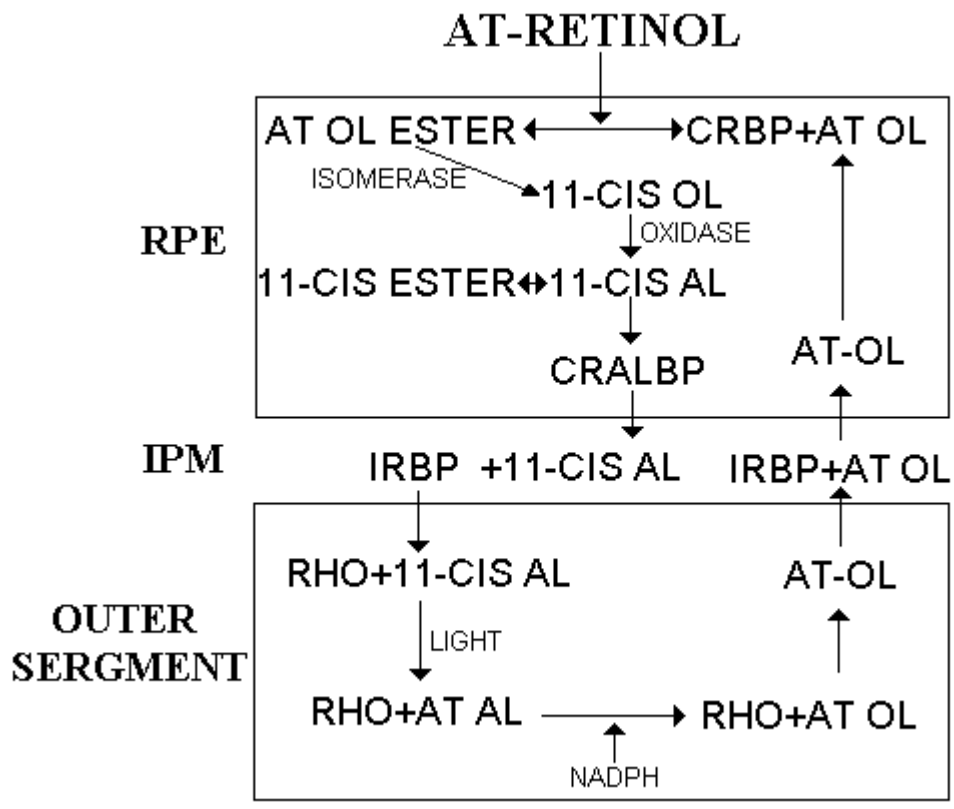 AT-RETINOL
AT OL ESTER CRBP+AT OL
ISOMERASE
11-CIS OL
OXIDASE
RPE
11-CIS ESTER 11-CIS AL
AT-OL
CRALBP
IPM
IRBP +11-CIS AL IRBP+AT OL
RHO+11-CIS AL AT-OL
OUTER
SERGMENT
LIGHT
RHO+AT AL RHO+AT OL
NADPH